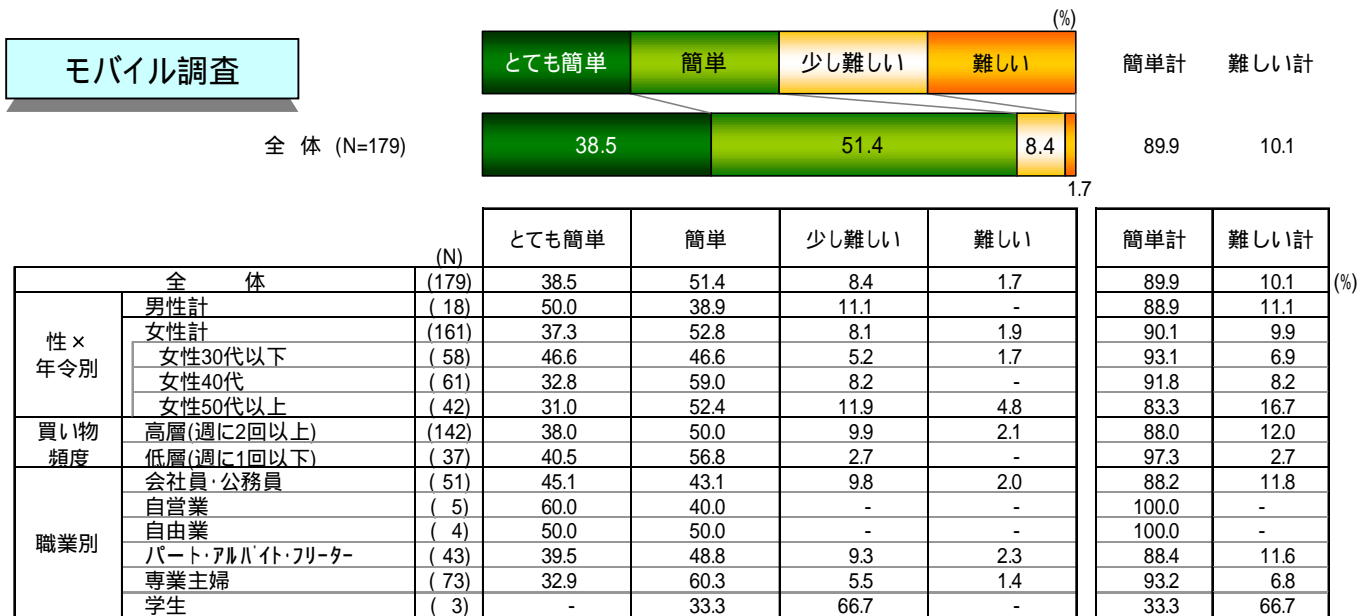 (%)
モバイル調査
とても簡単 簡単 少し難しい 難しい 簡単計 難しい計
全 体 (N=179) 38.5 51.4 8.4 89.9 10.1
1.7
(N) とても簡単 簡単 少し難しい 難しい 簡単計 難しい計
全 体 (179) 38.5 51.4 8.4 1.7 89.9 10.1 (%)
性×年令別 男性計 ( 18) 50.0 38.9 11.1 - 88.9 11.1
女性計 (161) 37.3 52.8 8.1 1.9 90.1 9.9
女性30代以下 ( 58) 46.6 46.6 5.2 1.7 93.1 6.9
女性40代 ( 61) 32.8 59.0 8.2 - 91.8 8.2
女性50代以上 ( 42) 31.0 52.4 11.9 4.8 83.3 16.7
買い物頻度 高層(週に2回以上) (142) 38.0 50.0 9.9 2.1 88.0 12.0
低層(週に1回以下) ( 37) 40.5 56.8 2.7 - 97.3 2.7
職業別 会社員・公務員 ( 51) 45.1 43.1 9.8 2.0 88.2 11.8
自営業 ( 5) 60.0 40.0 - - 100.0 -
自由業 ( 4) 50.0 50.0 - - 100.0 -
パート・アルバイト・フリーター ( 43) 39.5 48.8 9.3 2.3 88.4 11.6
専業主婦 ( 73) 32.9 60.3 5.5 1.4 93.2 6.8
学生 ( 3) - 33.3 66.7 - 33.3 66.7